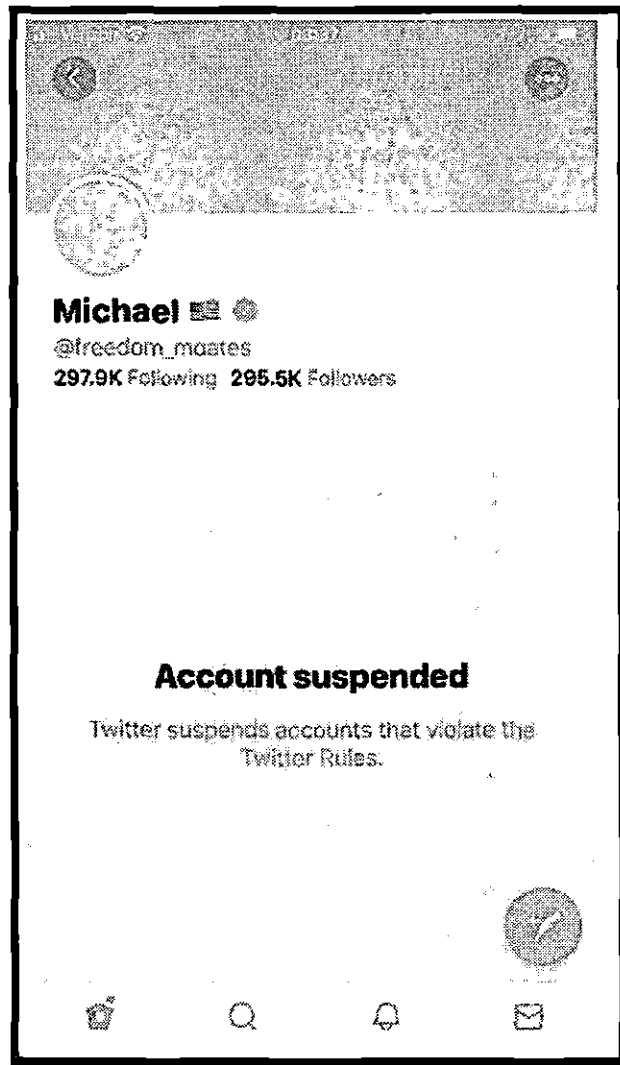 Michael
@freedom_moates
297.9K Following 295.5K Followers
Account suspended
Twitter suspends accounts that violate the
Twitter Rules.